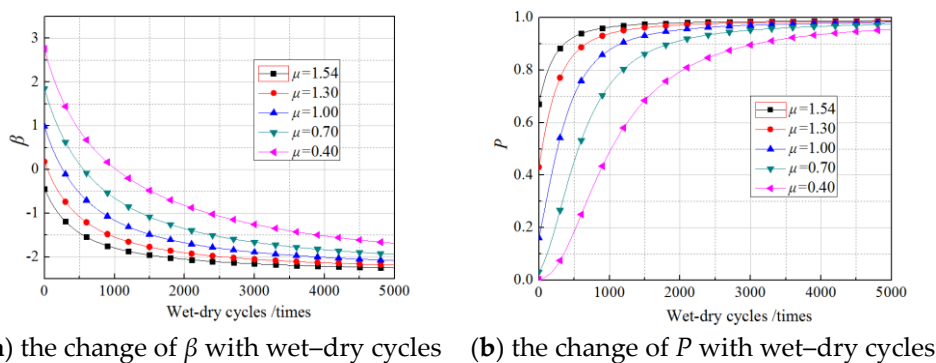 3
2
1
0
-1
-2
β
μ=1.54
μ=1.30
μ=1.00
μ=0.70
μ=0.40
0 1000 2000 3000 4000 5000
Wet-dry cycles /times
1.0
0.8
0.6
0.4
0.2
0.0
P
μ=1.54
μ=1.30
μ=1.00
μ=0.70
μ=0.40
0 1000 2000 3000 4000 5000
Wet-dry cycles /times
) the change of β with wet–dry cycles
(b) the change of P with wet–dry cycles